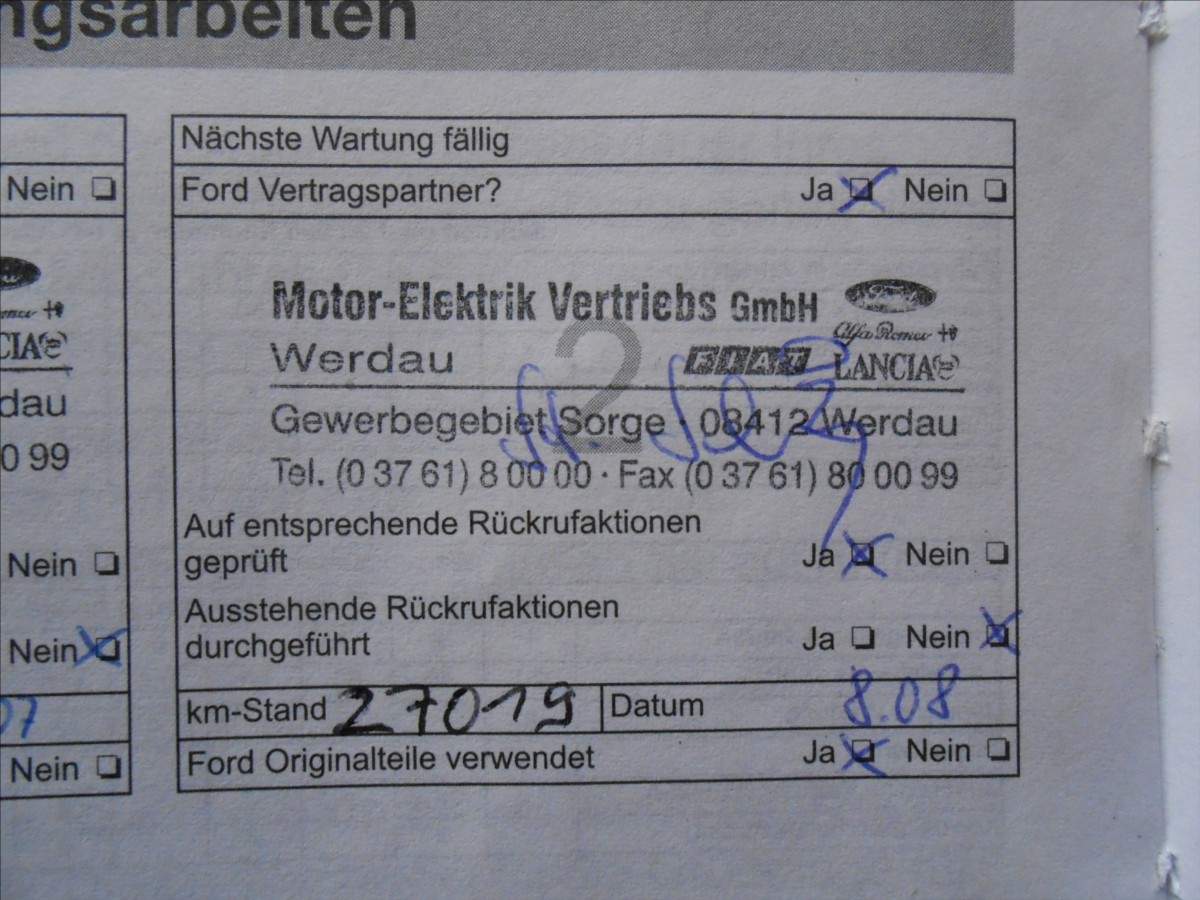 ngsarbeiten
Nein ❏
CIA
dau
0 99
Nein ❏
Nein ❏
07
Nein ❏
Nächste Wartung fällig
Ford Vertragspartner? Ja ❏ Nein ❏
Motor-Elektrik Vertriebs GmbH
Alfa Romeo
Werdau FIAT LANCIA
2
Gewerbegebiet Sorge · 08412 Werdau
Tel. (0 37 61) 8 00 00 · Fax (0 37 61) 80 00 99
Auf entsprechende Rückrufaktionen
geprüft Ja ❏ Nein ❏
Ausstehende Rückrufaktionen
durchgeführt Ja ❏ Nein ❏
km-Stand 27019 Datum 8.08
Ford Originalteile verwendet Ja ❏ Nein ❏